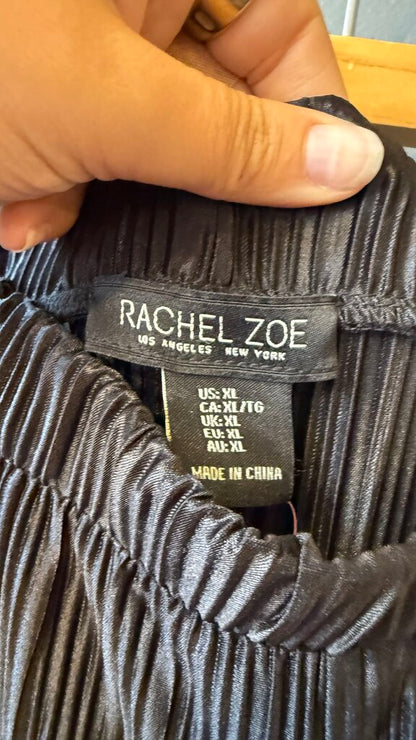 RACHEL ZOE
LOS ANGELES NEW YORK
US: XL
CA: XL/TG
UK: XL
EU: XL
AU: XL
MADE IN CHINA